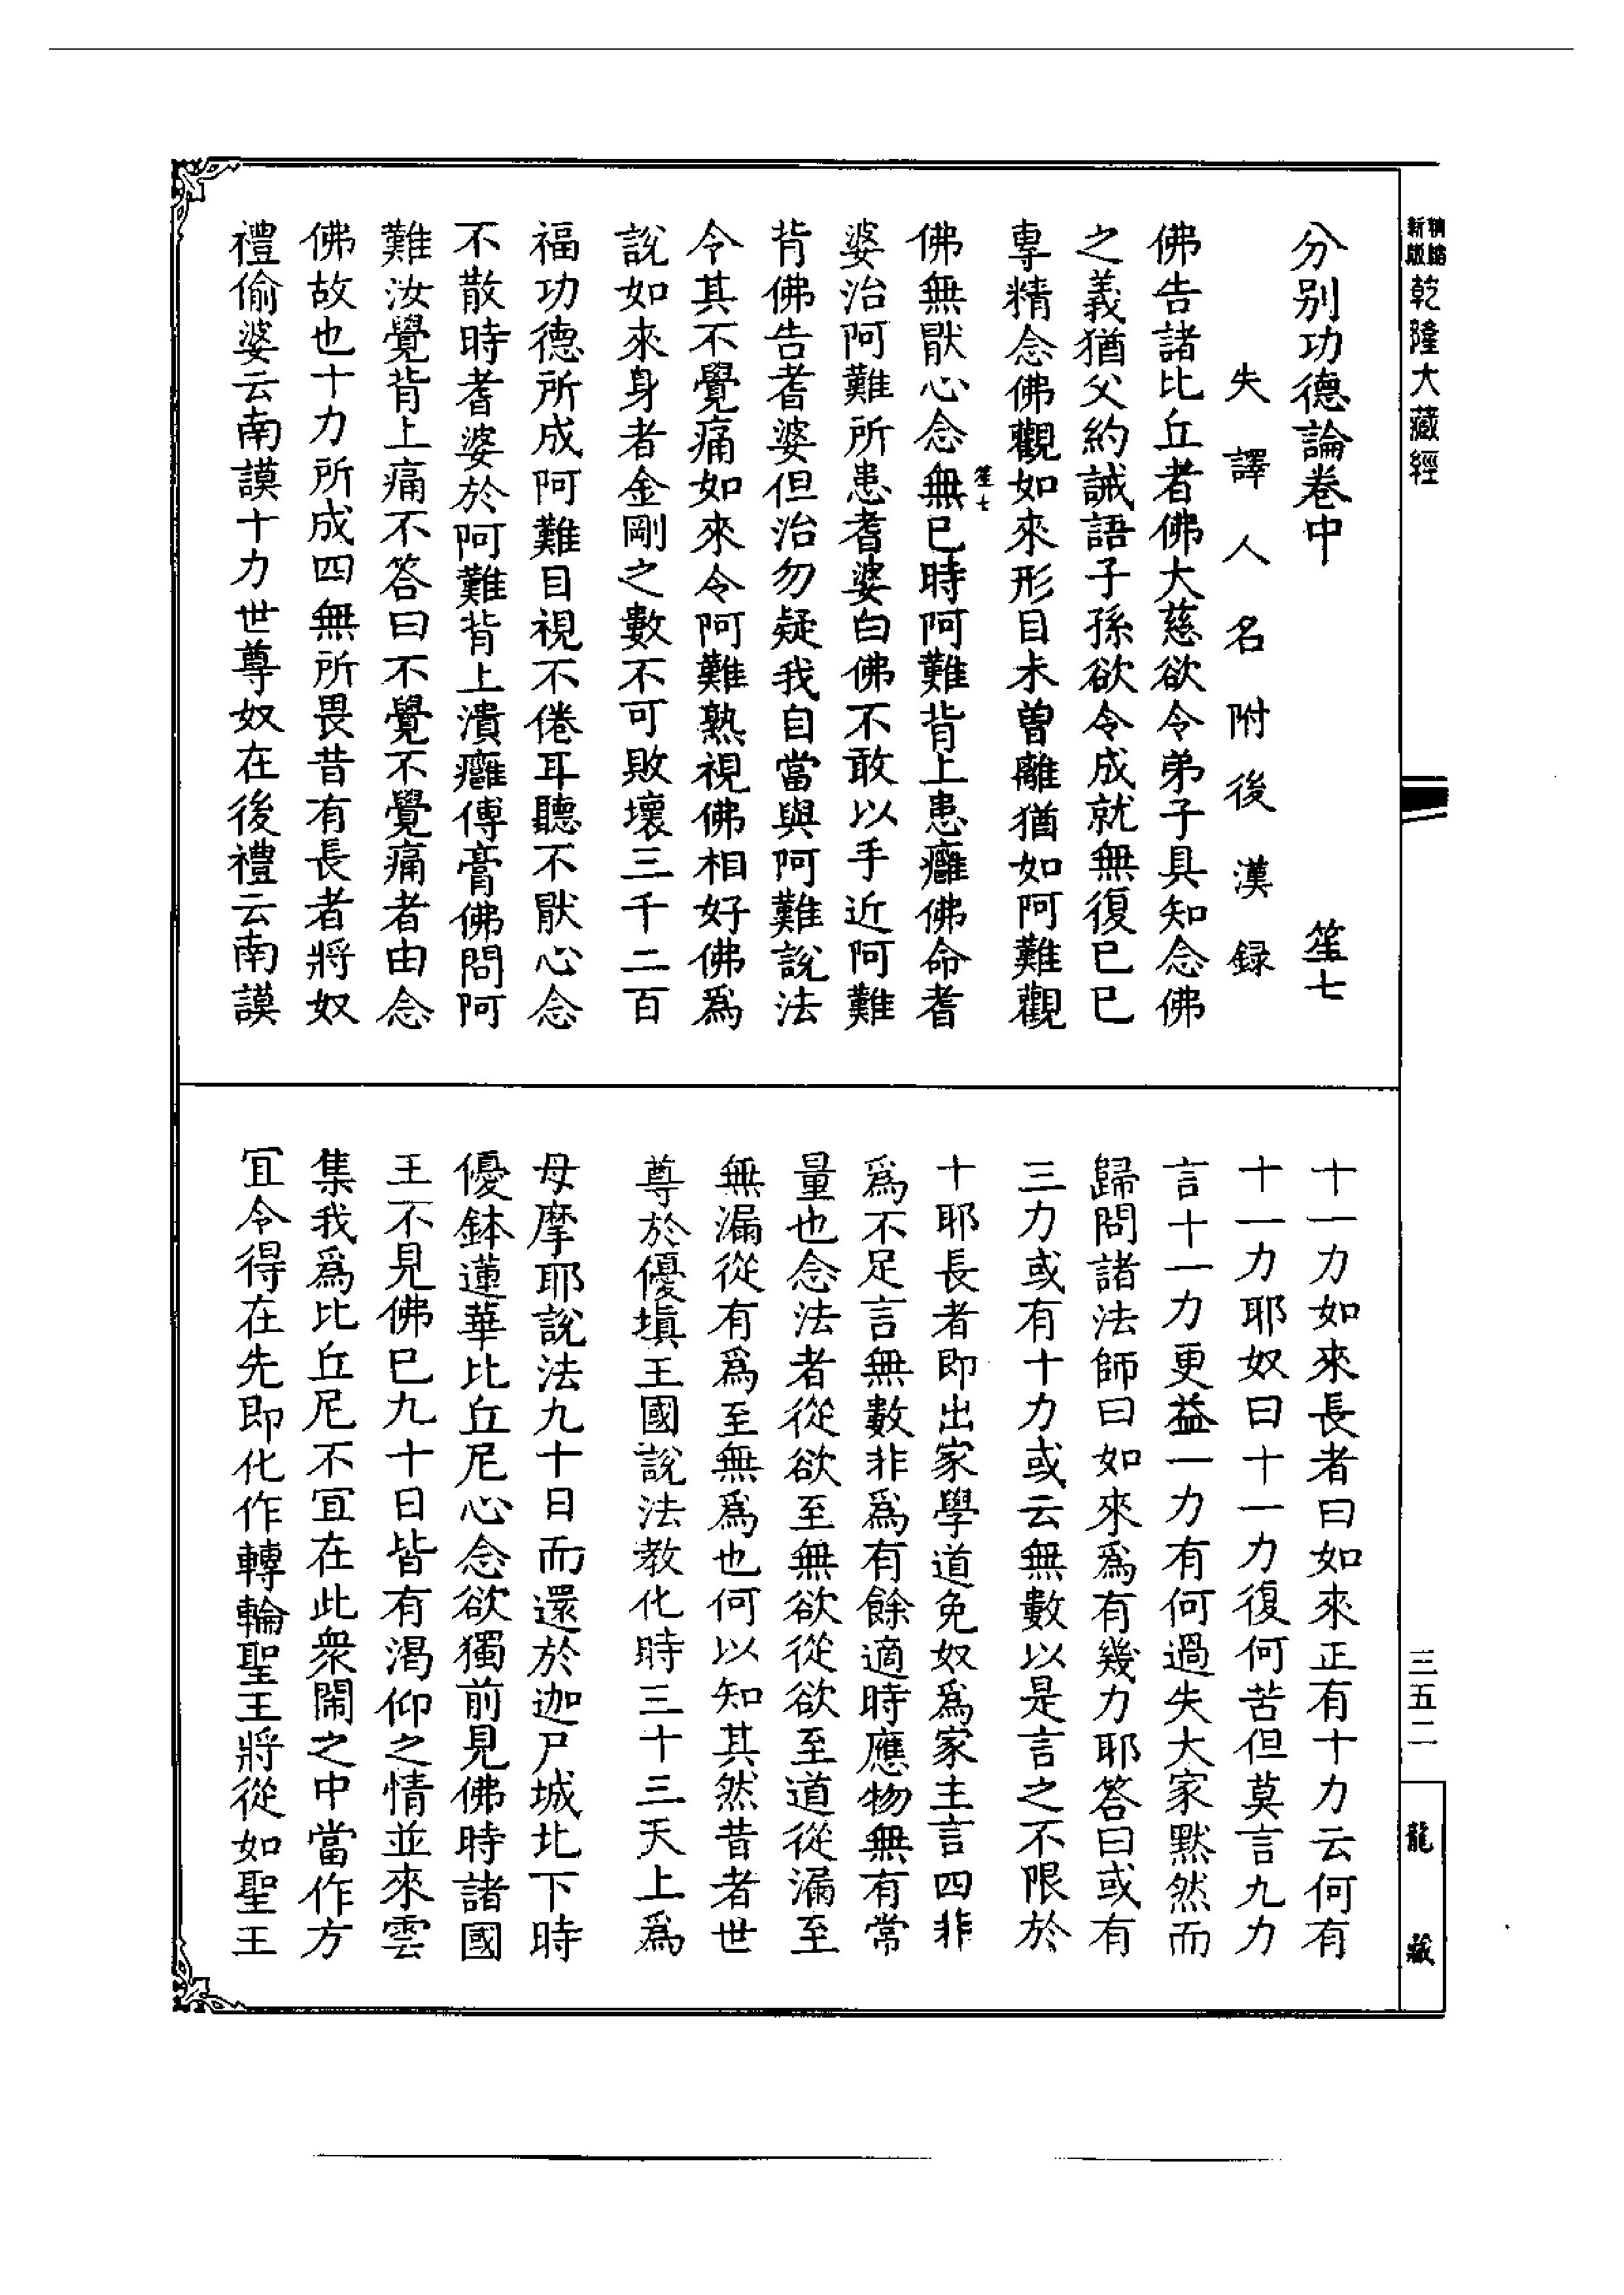 新縮
版縮
乾隆大藏經
分别功德論卷中
笙七
失譯人名附後漢録
佛告諸比丘者佛大慈欲令弟子具知念佛
之義猶父約誡語子孫欲令成就無復已已
專精念佛觀如來形目未曾離猶如阿難觀
笙七
佛無猒心念無已時阿難背上患癰佛命耆
婆治阿難所患耆婆白佛不敢以手近阿難
背佛告耆婆但治勿疑我自當與阿難說法
令其不覺痛如來令阿難熟視佛相好佛爲
說如來身者金剛之數不可敗壞三千二百
福功德所成阿難目視不倦耳聽不猒心念
不散時耆婆於阿難背上潰癰傅膏佛問阿
難汝覺背上痛不答曰不覺不覺痛者由念
佛故也十力所成四無所畏昔有長者將奴
禮偷婆云南謨十力世尊奴在後禮云南謨
十一力如來長者曰如來正有十力云何有
十一力耶奴曰十一力復何苦但莫言九力
言十一力更益一力有何過失大家默然而
歸問諸法師曰如來爲有幾力耶答曰或有
三力或有十力或云無數以是言之不限於
十耶長者即出家學道免奴爲家主言四非
爲不足言無數非爲有餘適時應物無有常
量也念法者從欲至無欲從欲至道從漏至
無漏從有爲至無爲也何以知其然昔者世
尊於優填王國說法教化時三十三天上爲
母摩耶說法九十日而還於迦尸城北下時
優鉢蓮華比丘尼心念欲獨前見佛時諸國
王不見佛巳九十日皆有渴仰之情並來雲
集我爲比丘尼不宜在此衆閙之中當作方
宜令得在先即化作轉輪聖王將從如聖王
三五二
龍藏